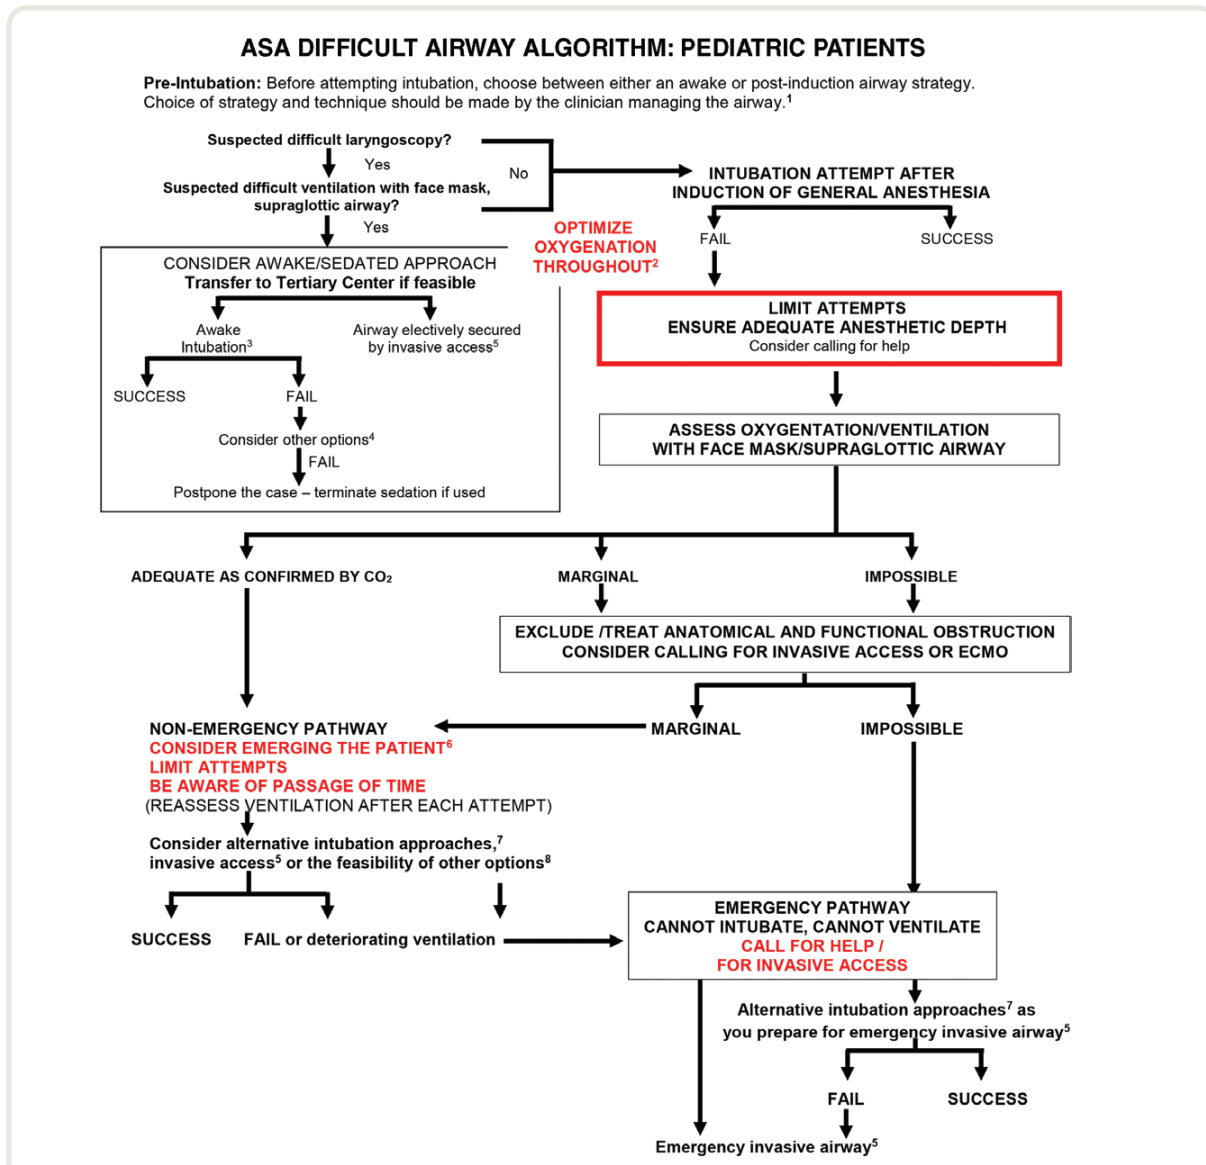 ASA DIFFICULT AIRWAY ALGORITHM: PEDIATRIC PATIENTS
Pre-Intubation: Before attempting intubation, choose between either an awake or post-induction airway strategy.
Choice of strategy and technique should be made by the clinician managing the airway.¹
Suspected difficult laryngoscopy?
Yes
No
Suspected difficult ventilation with face mask,
supraglottic airway?
Yes
INTUBATION ATTEMPT AFTER
INDUCTION OF GENERAL ANESTHESIA
FAIL
SUCCESS
OPTIMIZE
OXYGENATION
THROUGHOUT²
CONSIDER AWAKE/SEDATED APPROACH
Transfer to Tertiary Center if feasible
Awake
Intubation³
Airway electively secured
by invasive access⁵
SUCCESS
FAIL
Consider other options⁴
FAIL
Postpone the case – terminate sedation if used
LIMIT ATTEMPTS
ENSURE ADEQUATE ANESTHETIC DEPTH
Consider calling for help
ASSESS OXYGENTATION/VENTILATION
WITH FACE MASK/SUPRAGLOTTIC AIRWAY
ADEQUATE AS CONFIRMED BY CO₂
MARGINAL
IMPOSSIBLE
EXCLUDE /TREAT ANATOMICAL AND FUNCTIONAL OBSTRUCTION
CONSIDER CALLING FOR INVASIVE ACCESS OR ECMO
MARGINAL
IMPOSSIBLE
NON-EMERGENCY PATHWAY
CONSIDER EMERGING THE PATIENT⁶
LIMIT ATTEMPTS
BE AWARE OF PASSAGE OF TIME
(REASSESS VENTILATION AFTER EACH ATTEMPT)
Consider alternative intubation approaches,⁷
invasive access⁵ or the feasibility of other options⁸
SUCCESS
FAIL or deteriorating ventilation
EMERGENCY PATHWAY
CANNOT INTUBATE, CANNOT VENTILATE
CALL FOR HELP /
FOR INVASIVE ACCESS
Alternative intubation approaches⁷ as
you prepare for emergency invasive airway⁵
FAIL
SUCCESS
Emergency invasive airway⁵